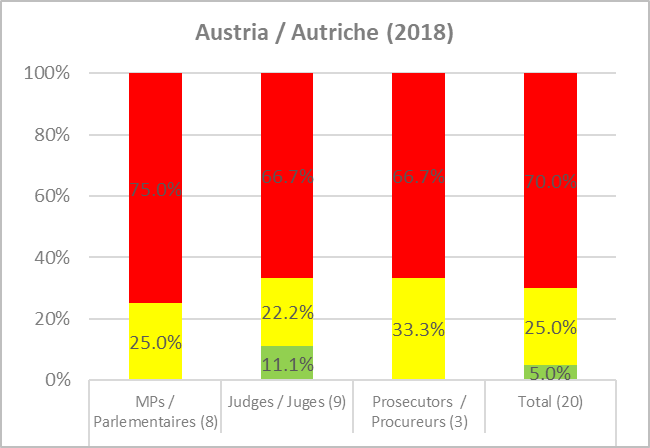 Austria / Autriche (2018)
100%
80%
60%
40%
20%
0%
75.0%
66.7%
66.7%
70.0%
25.0%
22.2%
33.3%
25.0%
11.1%
5.0%
MPs /
Parlementaires (8)
Judges / Juges (9)
Prosecutors /
Procureurs (3)
Total (20)